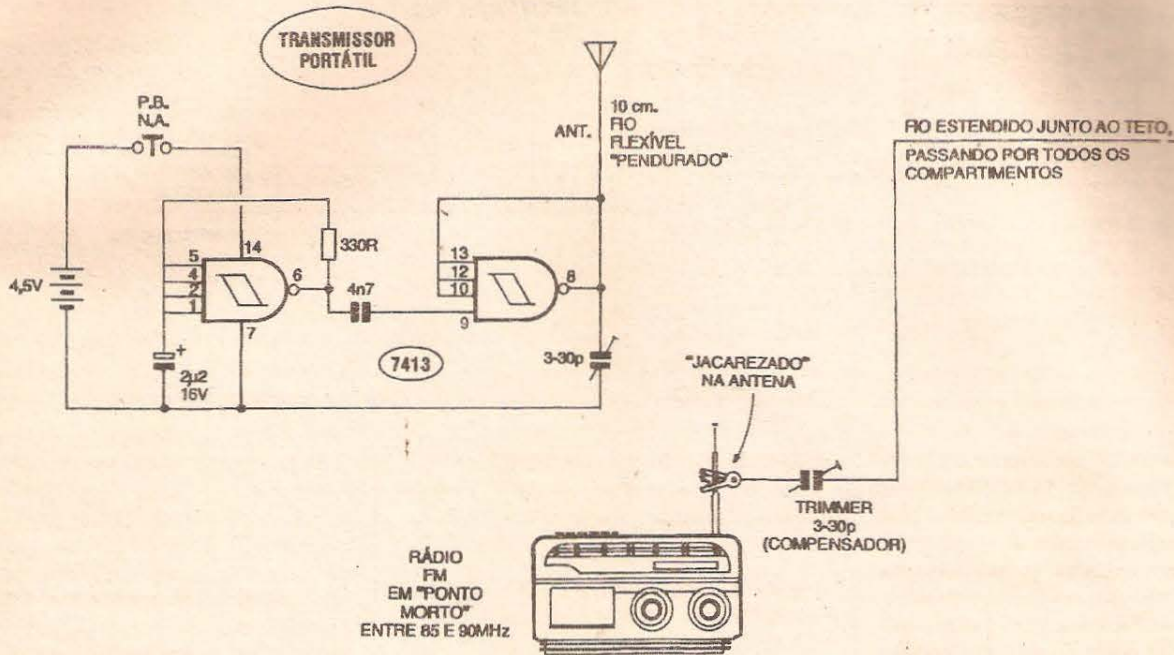 TRANSMISSOR
PORTÁTIL
P.B.
N.A.
ANT.
10 cm.
FIO
FLEXÍVEL
"PENDURADO"
FIO ESTENDIDO JUNTO AO TETO,
PASSANDO POR TODOS OS
COMPARTIMENTOS
4,5V
5
4
2
1
14
6
7
330R
4n7
+
2µ2
16V
7413
13
12
10
9
8
3-30p
"JACAREZADO"
NA ANTENA
TRIMMER
3-30p
(COMPENSADOR)
RÁDIO
FM
EM "PONTO
MORTO"
ENTRE 85 E 90MHz